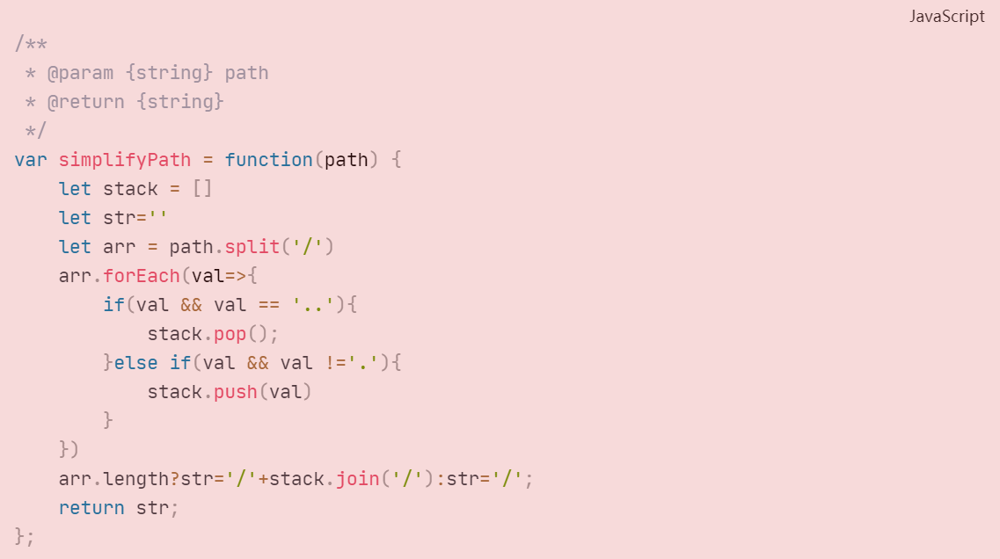 JavaScript
/**
 * @param {string} path
 * @return {string}
 */
var simplifyPath = function(path) {
    let stack = []
    let str=''
    let arr = path.split('/')
    arr.forEach(val=>{
        if(val && val == '..'){
            stack.pop();
        }else if(val && val !='.'){
            stack.push(val)
        }
    })
    arr.length?str='/'+stack.join('/'):str='/';
    return str;
};